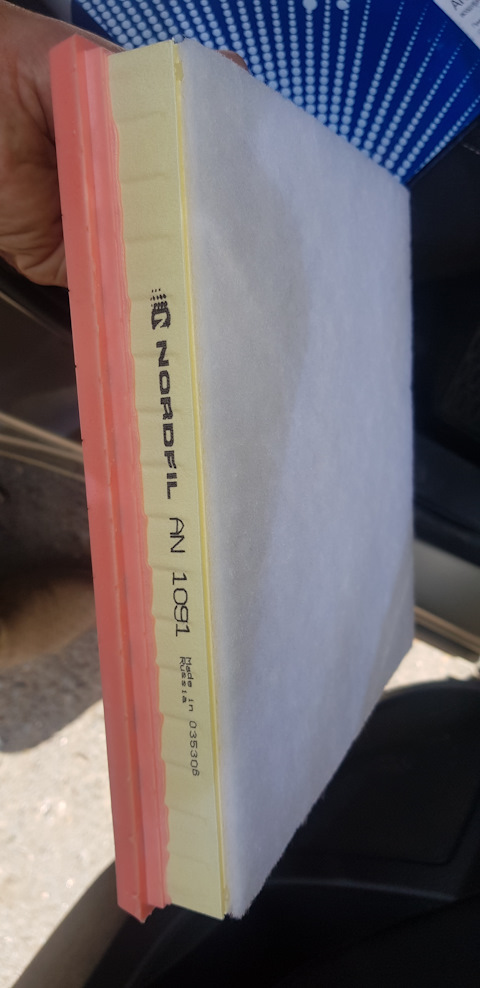 NORDFIL AN 1091
Made in
Russia
035306